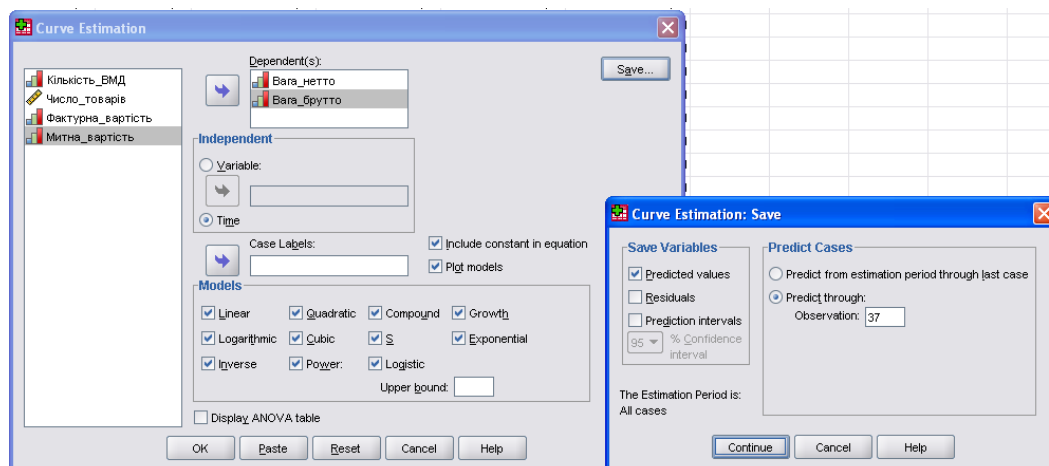 Curve Estimation
Dependent(s):
Save...
Кількість_ВМД
Число_товарів
Фактурна_вартість
Митна_вартість
Вага_нетто
Вага_брутто
Independent
Variable:
Time
Case Labels:
Include constant in equation
Plot models
Models
Linear
Quadratic
Compound
Growth
Logarithmic
Cubic
S
Exponential
Inverse
Power:
Logistic
Upper bound:
Display ANOVA table
OK
Paste
Reset
Cancel
Help
Curve Estimation: Save
Save Variables
Predicted values
Residuals
Prediction intervals
95 % Confidence
interval
Predict Cases
Predict from estimation period through last case
Predict through:
Observation: 37
The Estimation Period is:
All cases
Continue
Cancel
Help